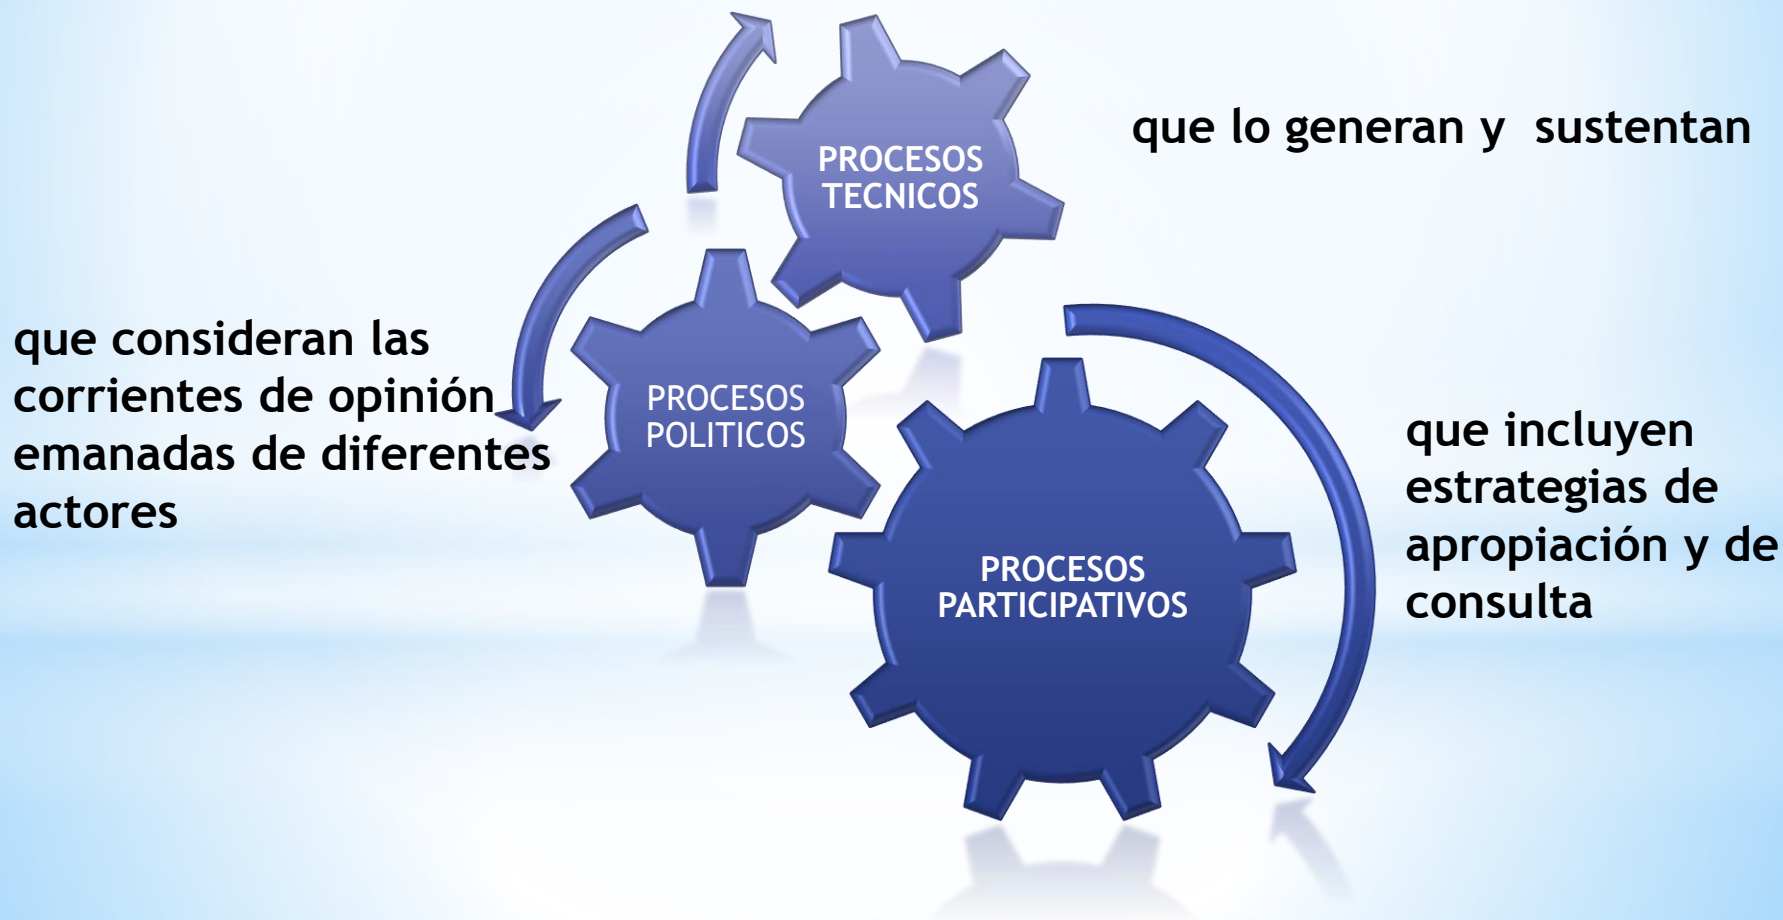 PROCESOS
TECNICOS
que lo generan y  sustentan
PROCESOS
POLITICOS
que consideran las
corrientes de opinión
emanadas de diferentes
actores
PROCESOS
PARTICIPATIVOS
que incluyen
estrategias de
apropiación y de
consulta